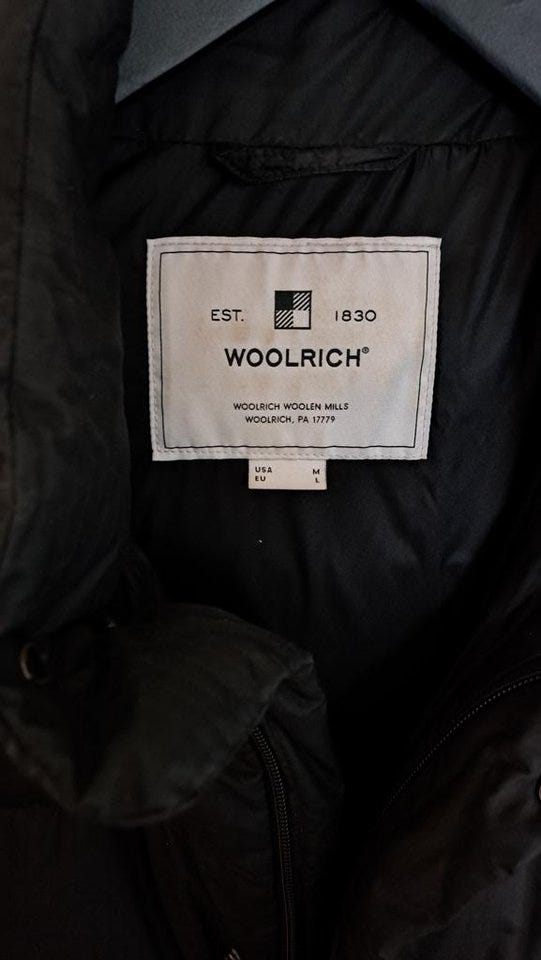 EST. 1830
WOOLRICH®
WOOLRICH WOOLEN MILLS
WOOLRICH, PA 17779
USA M
EU L